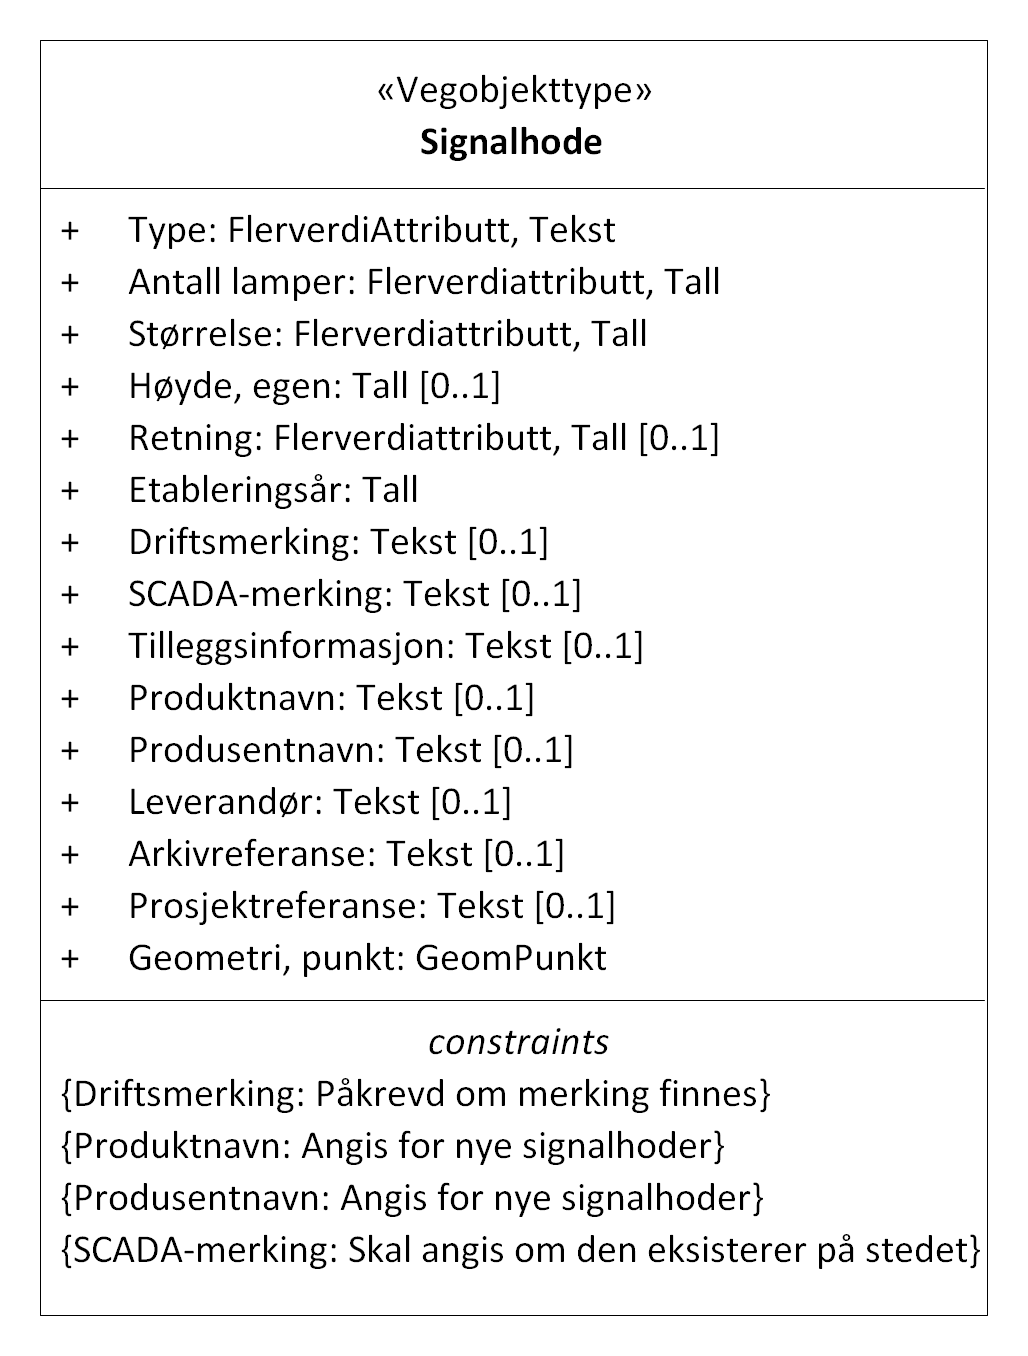 «Vegobjekttype»
Signalhode
+ Type: FlerverdiAttributt, Tekst
+ Antall lamper: Flerverdiattributt, Tall
+ Størrelse: Flerverdiattributt, Tall
+ Høyde, egen: Tall [0..1]
+ Retning: Flerverdiattributt, Tall [0..1]
+ Etableringsår: Tall
+ Driftsmerking: Tekst [0..1]
+ SCADA-merking: Tekst [0..1]
+ Tilleggsinformasjon: Tekst [0..1]
+ Produktnavn: Tekst [0..1]
+ Produsentnavn: Tekst [0..1]
+ Leverandør: Tekst [0..1]
+ Arkivreferanse: Tekst [0..1]
+ Prosjektreferanse: Tekst [0..1]
+ Geometri, punkt: GeomPunkt
constraints
{Driftsmerking: Påkrevd om merking finnes}
{Produktnavn: Angis for nye signalhoder}
{Produsentnavn: Angis for nye signalhoder}
{SCADA-merking: Skal angis om den eksisterer på stedet}